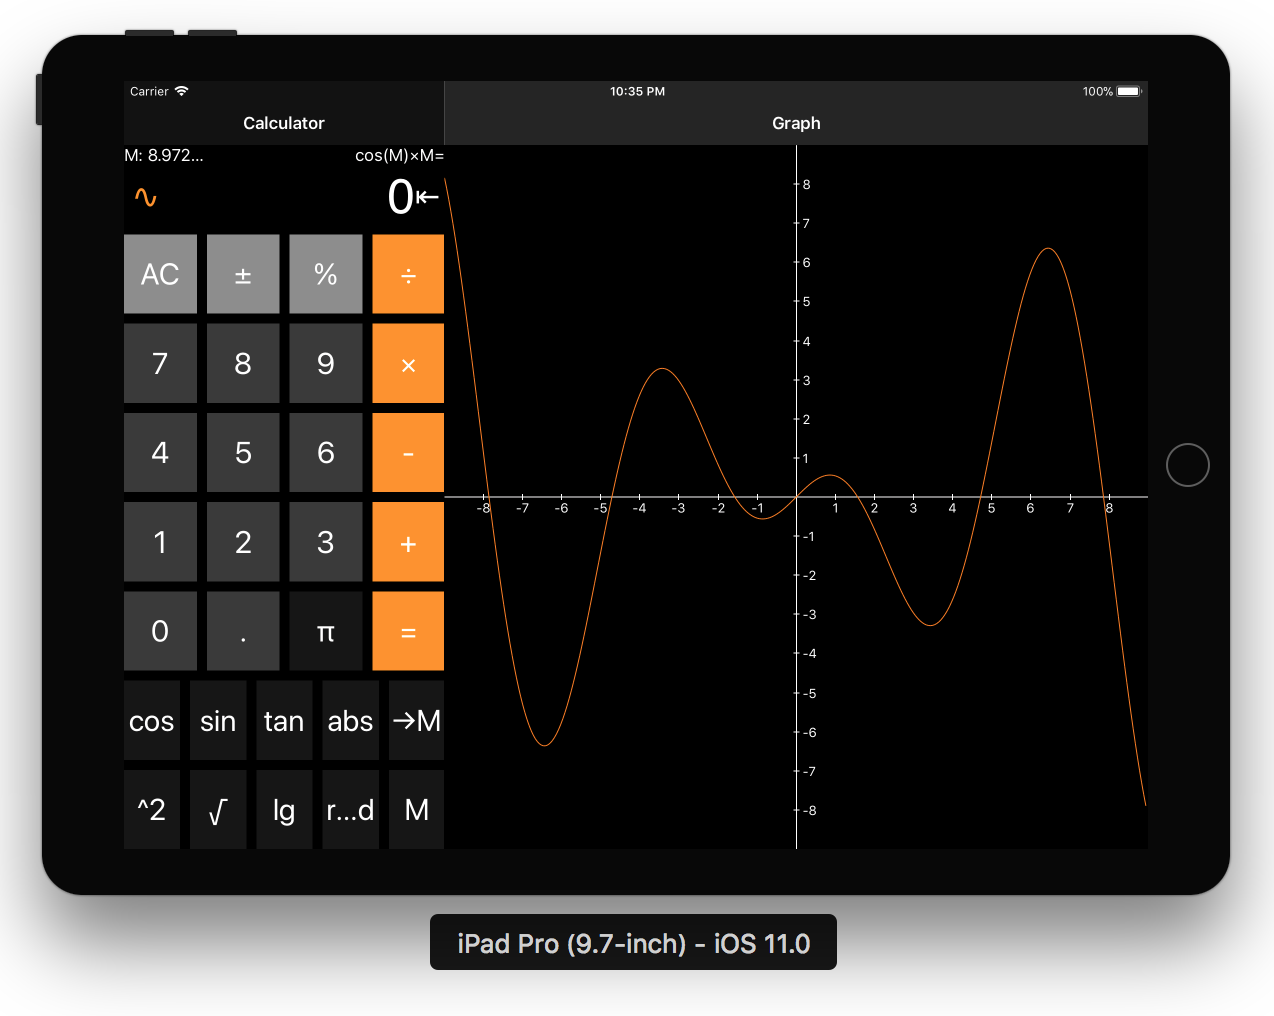 Carrier 10:35 PM 100%
Calculator Graph
M: 8.972... cos(M)×M=
∿ 0⇤
AC ± % ÷
7 8 9 ×
4 5 6 -
1 2 3 +
0 . π =
cos sin tan abs →M
^2 √ lg r...d M
8
7
6
5
4
3
2
1
-8 -7 -6 -5 -4 -3 -2 -1 1 2 3 4 5 6 7 8
-1
-2
-3
-4
-5
-6
-7
-8
iPad Pro (9.7-inch) - iOS 11.0